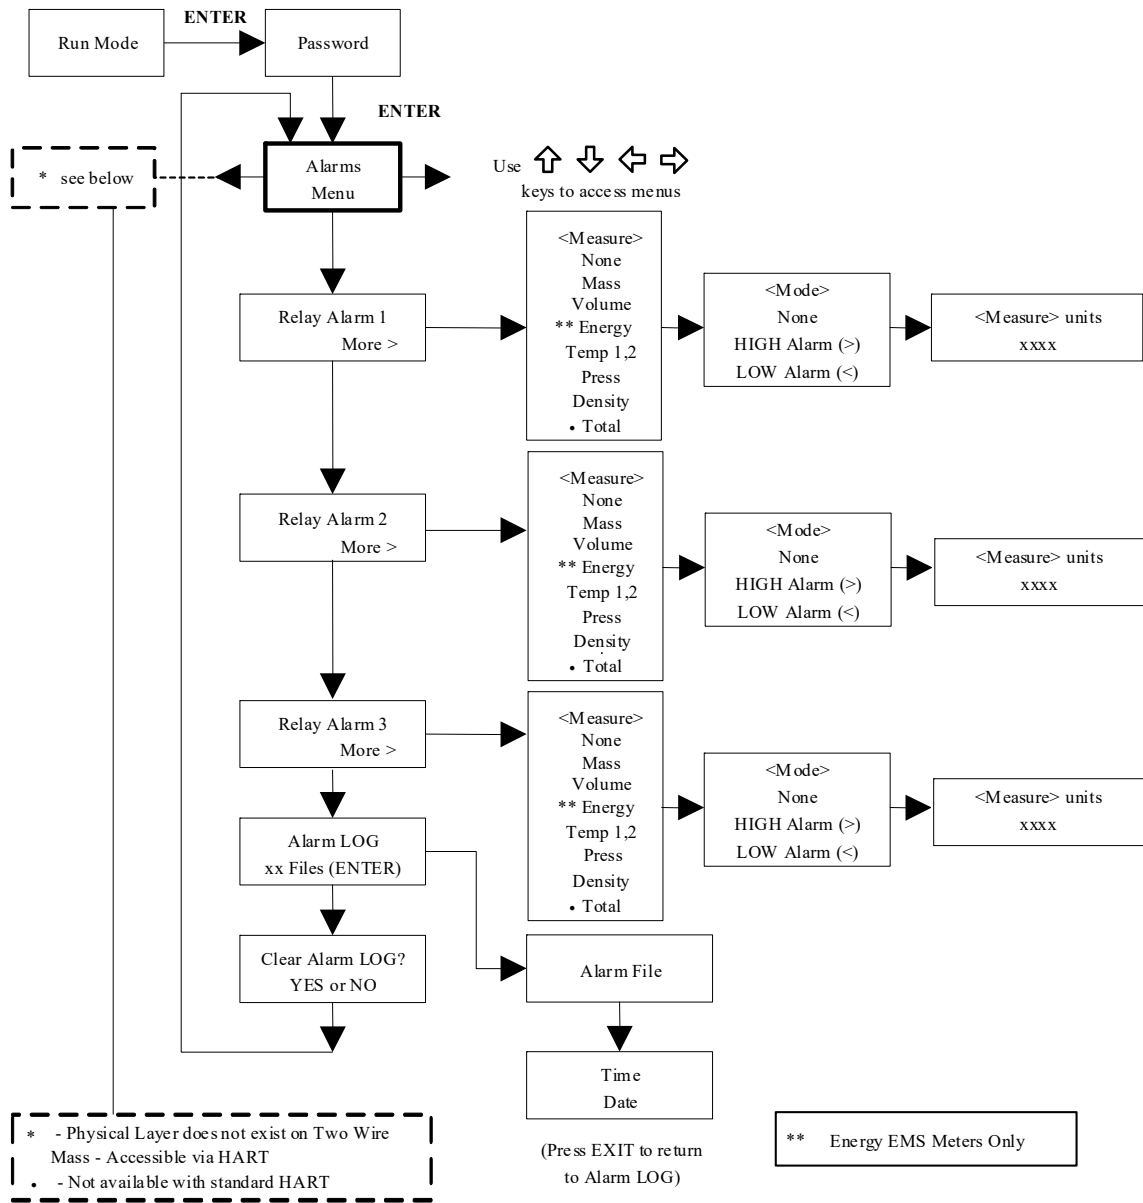 ENTER
Run Mode
Password
ENTER
* see below
Alarms
Menu
Use
keys to access menus
Relay Alarm 1
More >
<Measure>
None
Mass
Volume
** Energy
Temp 1,2
Press
Density
• Total
<Mode>
None
HIGH Alarm (>)
LOW Alarm (<)
<Measure> units
xxxx
Relay Alarm 2
More >
<Measure>
None
Mass
Volume
** Energy
Temp 1,2
Press
Density
• Total
<Mode>
None
HIGH Alarm (>)
LOW Alarm (<)
<Measure> units
xxxx
Relay Alarm 3
More >
<Measure>
None
Mass
Volume
** Energy
Temp 1,2
Press
Density
• Total
<Mode>
None
HIGH Alarm (>)
LOW Alarm (<)
<Measure> units
xxxx
Alarm LOG
xx Files (ENTER)
Clear Alarm LOG?
YES or NO
Alarm File
Time
Date
(Press EXIT to return
to Alarm LOG)
* - Physical Layer does not exist on Two Wire
Mass - Accessible via HART
• - Not available with standard HART
** Energy EMS Meters Only